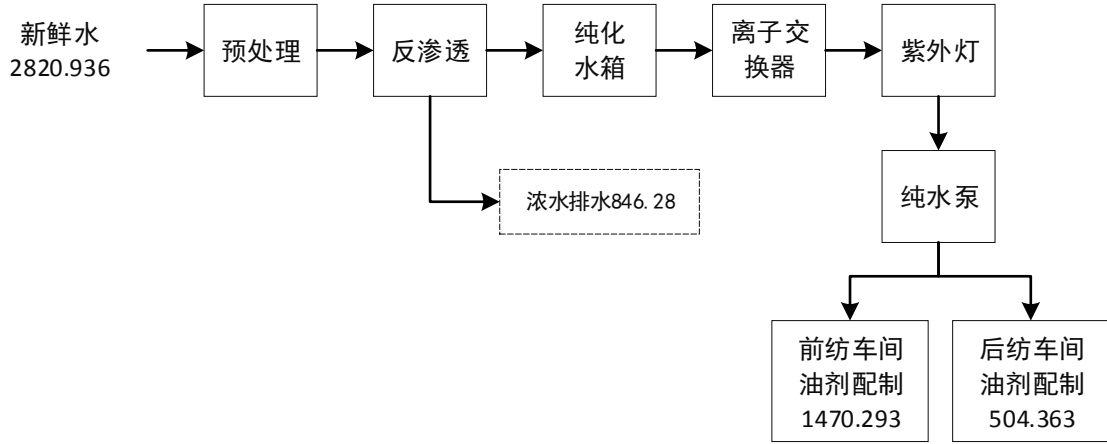 新鲜水
2820.936
预处理
反渗透
纯化
水箱
离子交
换器
紫外灯
浓水排水846.28
纯水泵
前纺车间
油剂配制
1470.293
后纺车间
油剂配制
504.363